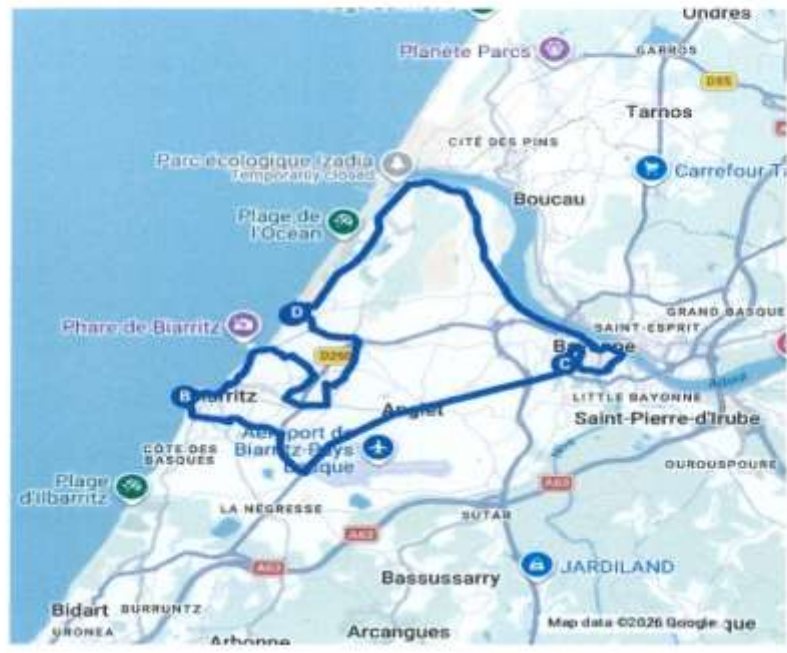 Ondres
Planète Parcs
GARROS
D85
Tarnos
CITÉ DES PINS
Parc écologique Izadia
Temporarily Closed
Carrefour Ta
Boucau
Plage de
l'Océan
D
Phare de Biarritz
GRAND BASQUE
SAINT-ESPRIT
D260
C
LITTLE BAYONNE
Adour
B
Biarritz
Anglet
Saint-Pierre-d'Irube
Aéroport de
Biarritz-Pays
Basque
CÔTE DES
BASQUES
OUROUSPOURE
Plage
d'Ilbarritz
A63
LA NÉGRESSE
SUTAR
A63
A63
JARDILAND
Bassussarry
Bidart
BURRUNTZ
URONEA
Arbonne
Arcangues
Map data ©2026 Google
que